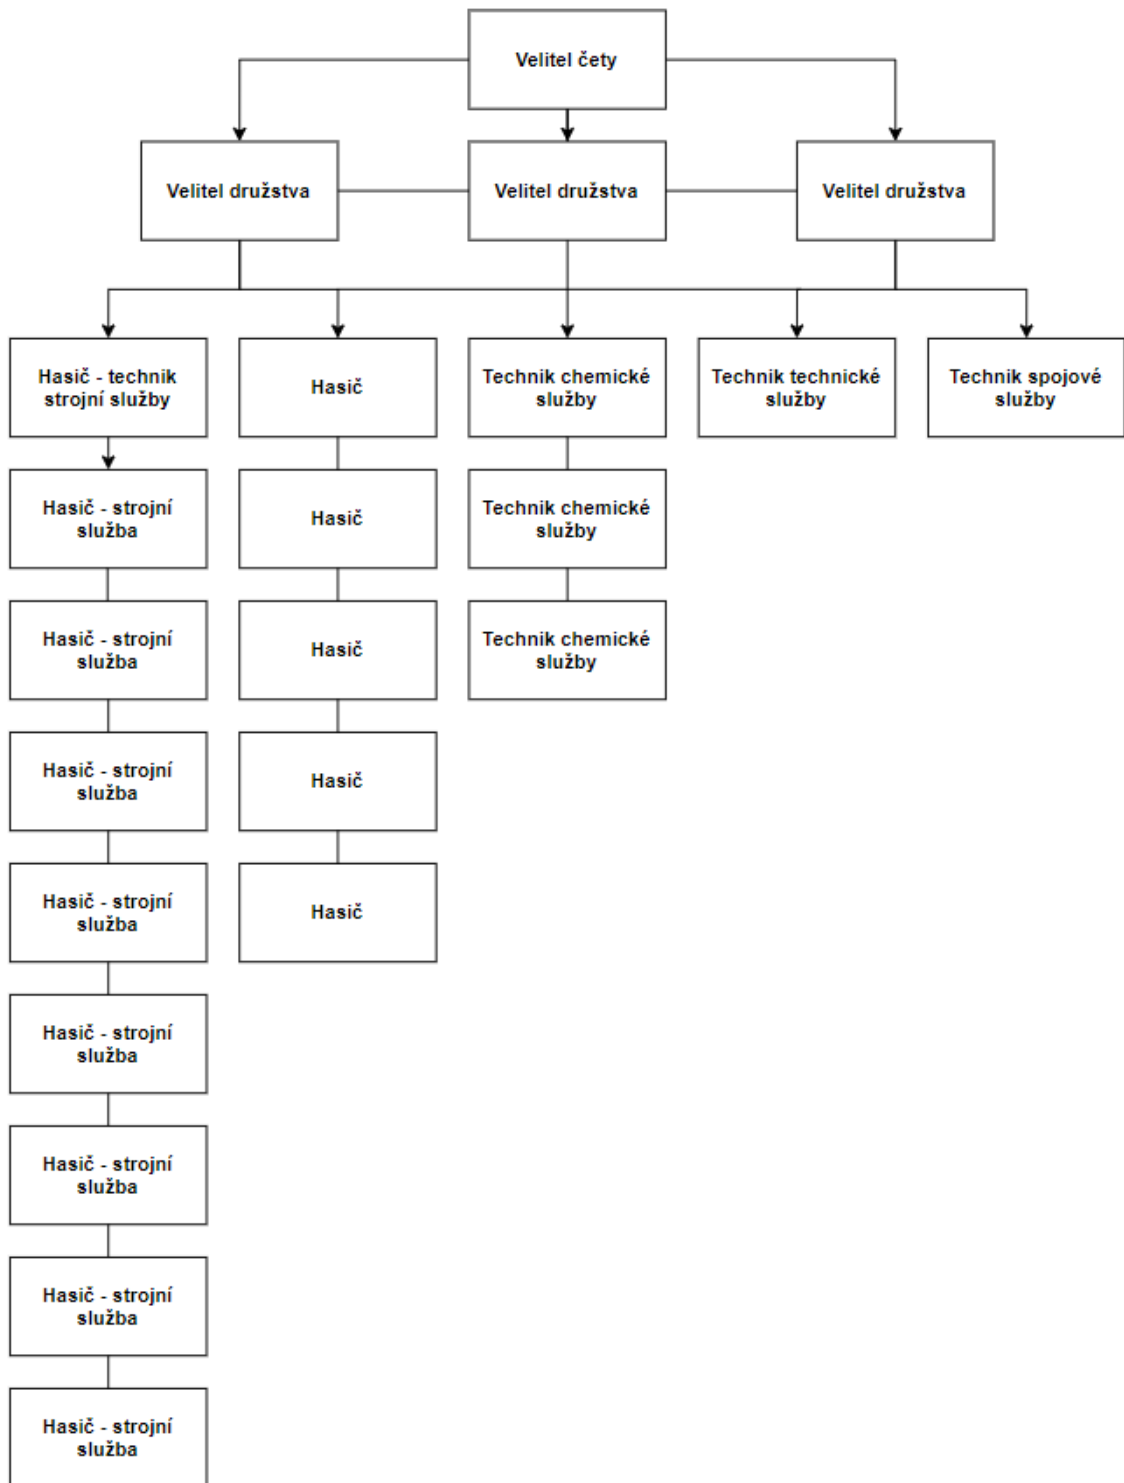 Velitel čety
Velitel družstva
Velitel družstva
Velitel družstva
Hasič - technik
strojní služby
Hasič
Technik chemické
služby
Technik technické
služby
Technik spojové
služby
Hasič - strojní
služba
Hasič
Technik chemické
služby
Hasič - strojní
služba
Hasič
Technik chemické
služby
Hasič - strojní
služba
Hasič
Hasič - strojní
služba
Hasič
Hasič - strojní
služba
Hasič - strojní
služba
Hasič - strojní
služba
Hasič - strojní
služba